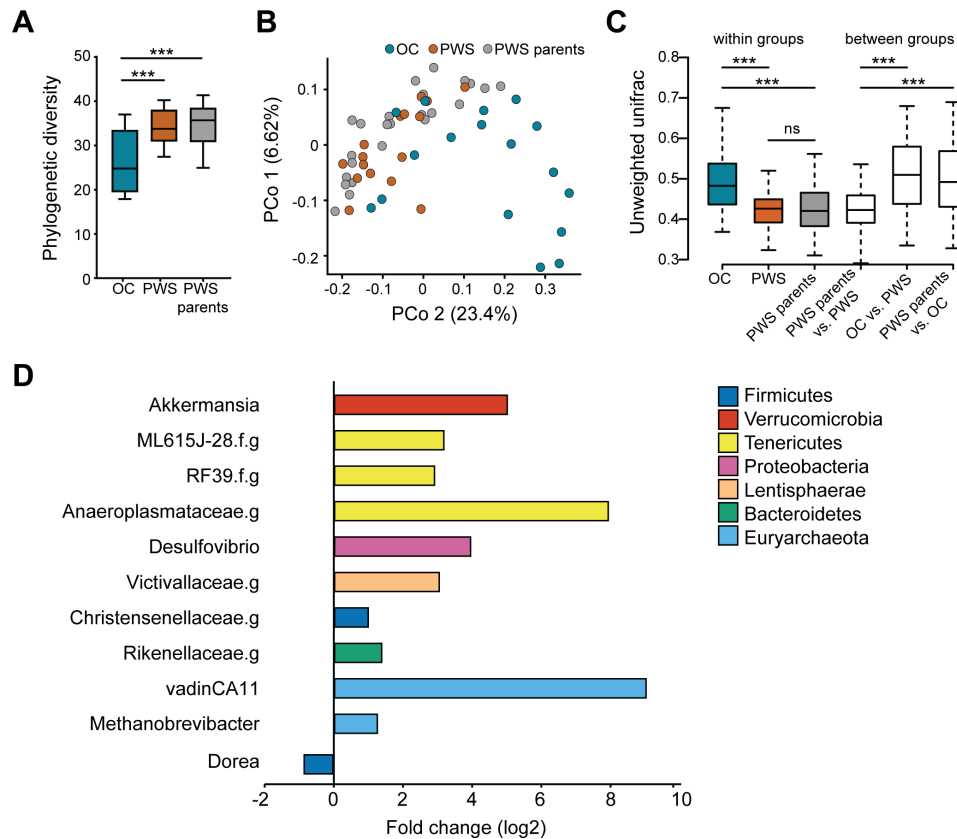 A
Phylogenetic diversity
50
40
30
20
10
***
***
OC
PWS
PWS
parents
B
OC
PWS
PWS parents
PCo 1 (6.62%)
0.1
0
-0.1
-0.2
-0.2
-0.1
0
0.1
0.2
0.3
PCo 2 (23.4%)
C
within groups
between groups
***
***
***
***
ns
Unweighted unifrac
0.7
0.6
0.5
0.4
0.3
OC
PWS
PWS parents
PWS parents
vs. PWS
OC vs. PWS
PWS parents
vs. OC
D
Akkermansia
ML615J-28.f.g
RF39.f.g
Anaeroplasmataceae.g
Desulfovibrio
Victivallaceae.g
Christensenellaceae.g
Rikenellaceae.g
vadinCA11
Methanobrevibacter
Dorea
-2
0
2
4
6
8
10
Fold change (log2)
Firmicutes
Verrucomicrobia
Tenericutes
Proteobacteria
Lentisphaerae
Bacteroidetes
Euryarchaeota